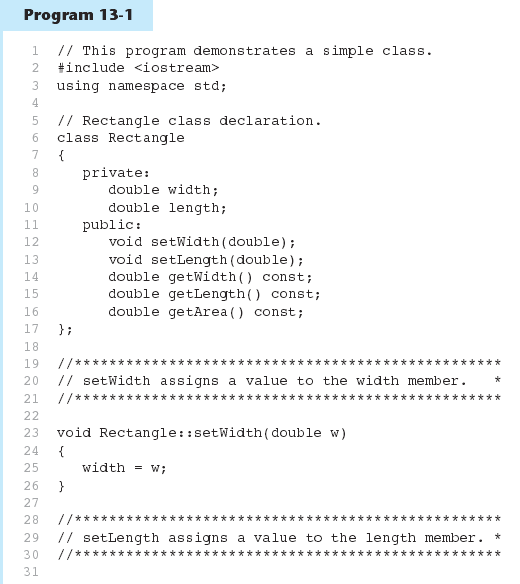 Program 13-1
1 // This program demonstrates a simple class.
2 #include <iostream>
3 using namespace std;
4
5 // Rectangle class declaration.
6 class Rectangle
7 {
8 private:
9 double width;
10 double length;
11 public:
12 void setWidth(double);
13 void setLength(double);
14 double getWidth() const;
15 double getLength() const;
16 double getArea() const;
17 };
18
19 //**************************************************
20 // setWidth assigns a value to the width member. *
21 //**************************************************
22
23 void Rectangle::setWidth(double w)
24 {
25 width = w;
26 }
27
28 //**************************************************
29 // setLength assigns a value to the length member. *
30 //**************************************************
31